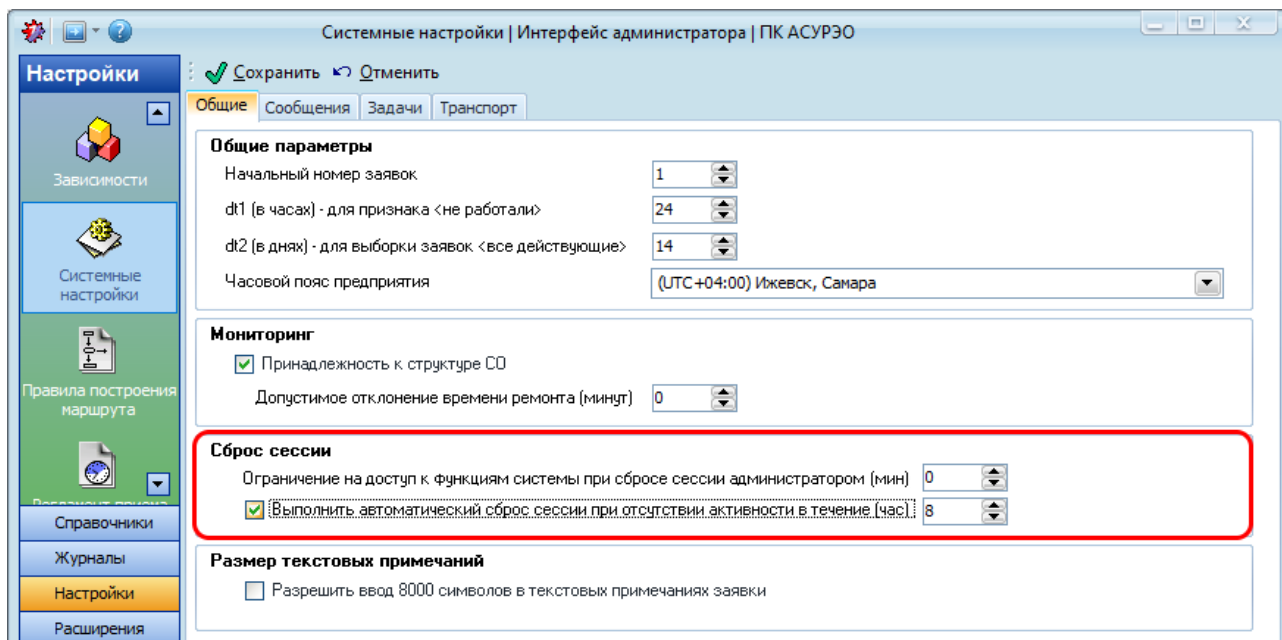 Системные настройки | Интерфейс администратора | ПК АСУРЭО
Настройки
Сохранить
Отменить
Общие
Сообщения
Задачи
Транспорт
Зависимости
Системные
настройки
Правила построения
маршрута
Справочники
Журналы
Настройки
Расширения
Общие параметры
Начальный номер заявок 1
dt1 (в часах) - для признака <не работали> 24
dt2 (в днях) - для выборки заявок <все действующие> 14
Часовой пояс предприятия (UTC+04:00) Ижевск, Самара
Мониторинг
Принадлежность к структуре СО
Допустимое отклонение времени ремонта (минут) 0
Сброс сессии
Ограничение на доступ к функциям системы при сбросе сессии администратором (мин) 0
Выполнить автоматический сброс сессии при отсутствии активности в течение (час) 8
Размер текстовых примечаний
Разрешить ввод 8000 символов в текстовых примечаниях заявки